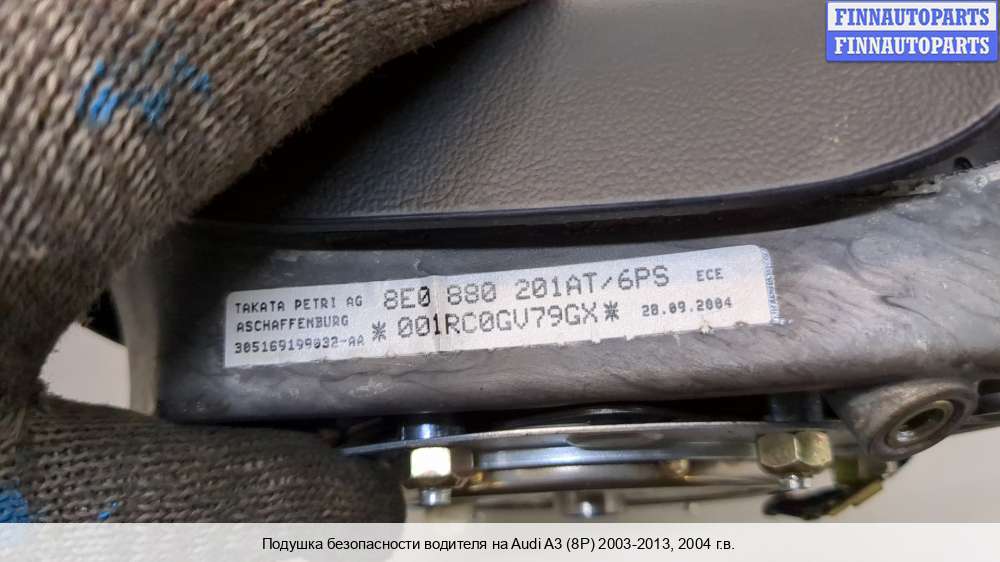 FINNAUTOPARTS
FINNAUTOPARTS
TAKATA PETRI AG 8E0 880 201AT/6PS ECE
ASCHAFFENBURG *001RC0GV79GX* 20.09.2004
305169199032-AA
Подушка безопасности водителя на Audi A3 (8P) 2003-2013, 2004 г.в.